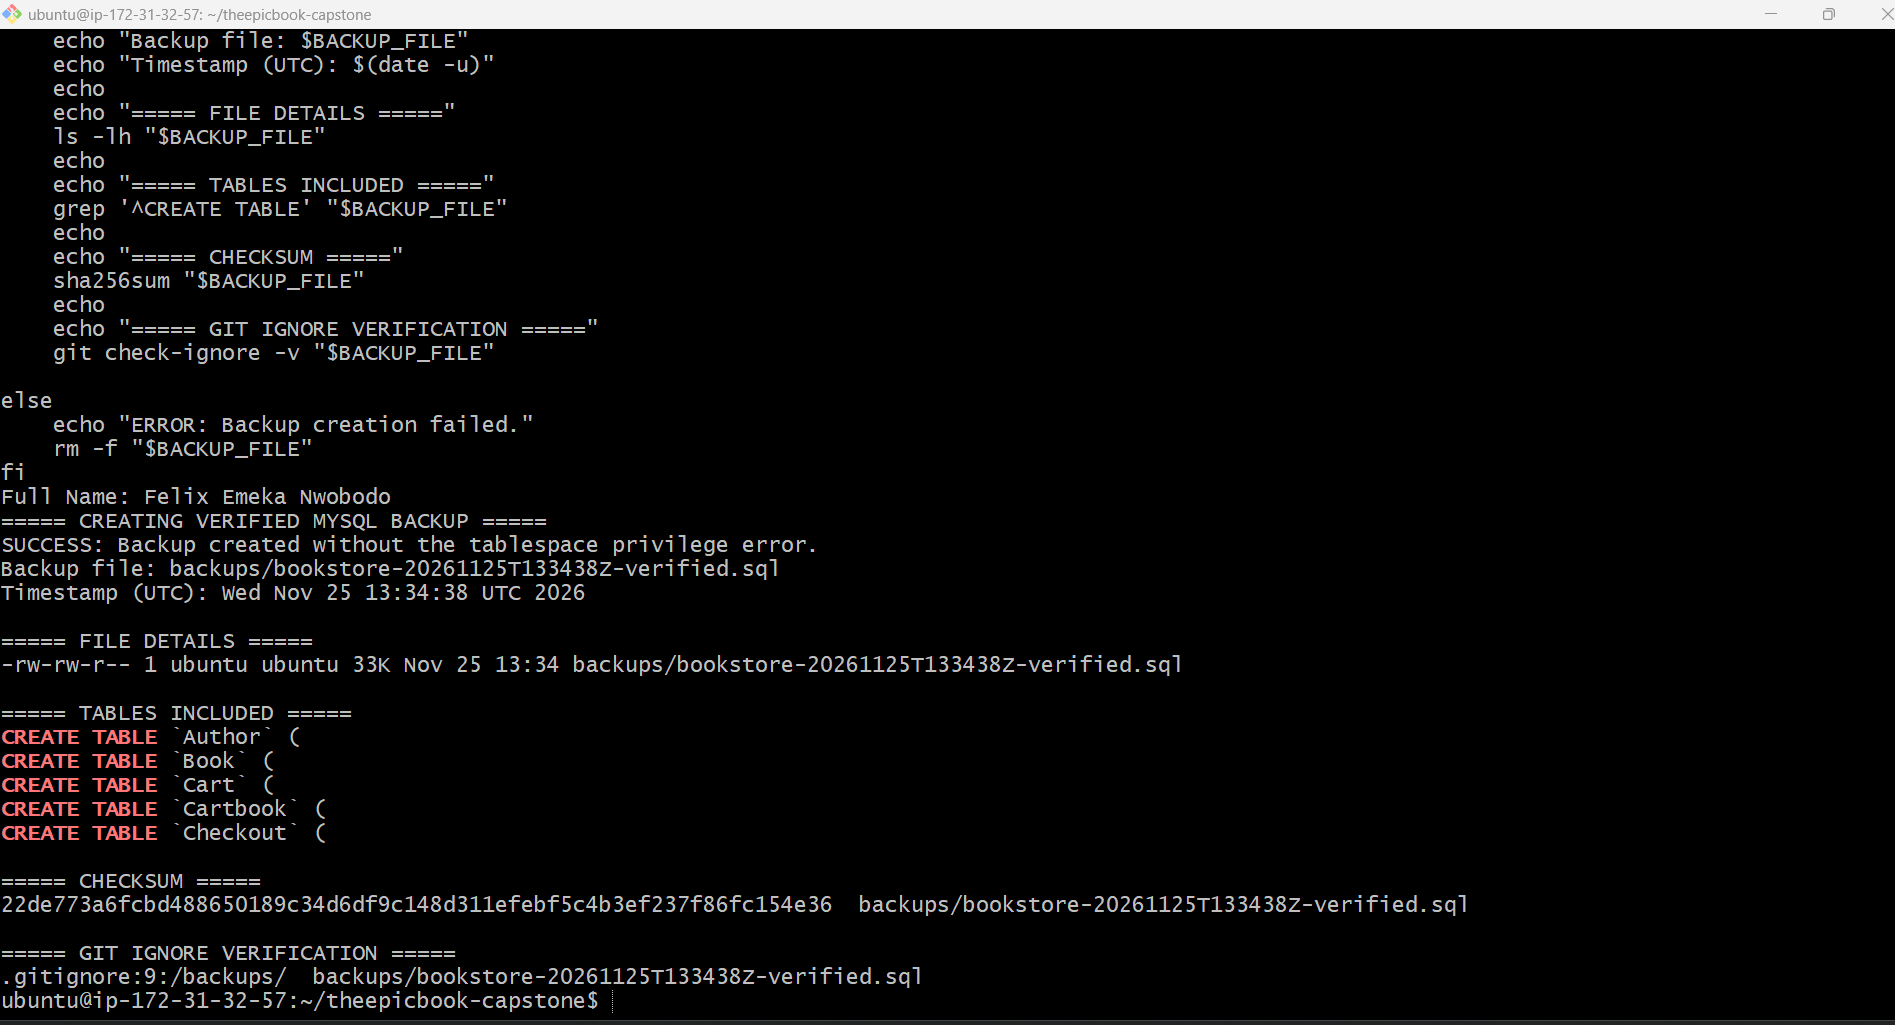 ubuntu@ip-172-31-32-57: ~/theepicbook-capstone
    echo "Backup file: $BACKUP_FILE"
    echo "Timestamp (UTC): $(date -u)"
    echo
    echo "===== FILE DETAILS ====="
    ls -lh "$BACKUP_FILE"
    echo
    echo "===== TABLES INCLUDED ====="
    grep '^CREATE TABLE' "$BACKUP_FILE"
    echo
    echo "===== CHECKSUM ====="
    sha256sum "$BACKUP_FILE"
    echo
    echo "===== GIT IGNORE VERIFICATION ====="
    git check-ignore -v "$BACKUP_FILE"
else
    echo "ERROR: Backup creation failed."
    rm -f "$BACKUP_FILE"
fi
Full Name: Felix Emeka Nwobodo
===== CREATING VERIFIED MYSQL BACKUP =====
SUCCESS: Backup created without the tablespace privilege error.
Backup file: backups/bookstore-20261125T133438Z-verified.sql
Timestamp (UTC): Wed Nov 25 13:34:38 UTC 2026
===== FILE DETAILS =====
-rw-rw-r-- 1 ubuntu ubuntu 33K Nov 25 13:34 backups/bookstore-20261125T133438Z-verified.sql
===== TABLES INCLUDED =====
CREATE TABLE `Author` (
CREATE TABLE `Book` (
CREATE TABLE `Cart` (
CREATE TABLE `Cartbook` (
CREATE TABLE `Checkout` (
===== CHECKSUM =====
22de773a6fcbd488650189c34d6df9c148d311efebf5c4b3ef237f86fc154e36  backups/bookstore-20261125T133438Z-verified.sql
===== GIT IGNORE VERIFICATION =====
.gitignore:9:/backups/  backups/bookstore-20261125T133438Z-verified.sql
ubuntu@ip-172-31-32-57:~/theepicbook-capstone$